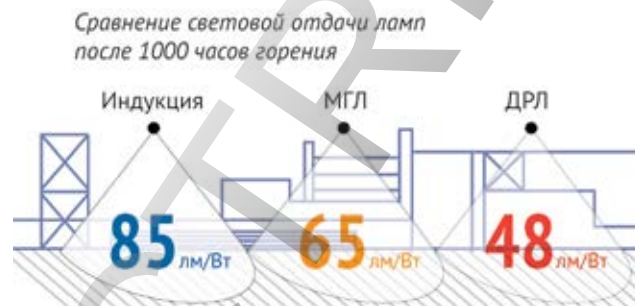 Сравнение световой отдачи ламп
после 1000 часов горения
Индукция МГЛ ДРЛ
85 лм/Вт 65 лм/Вт 48 лм/Вт